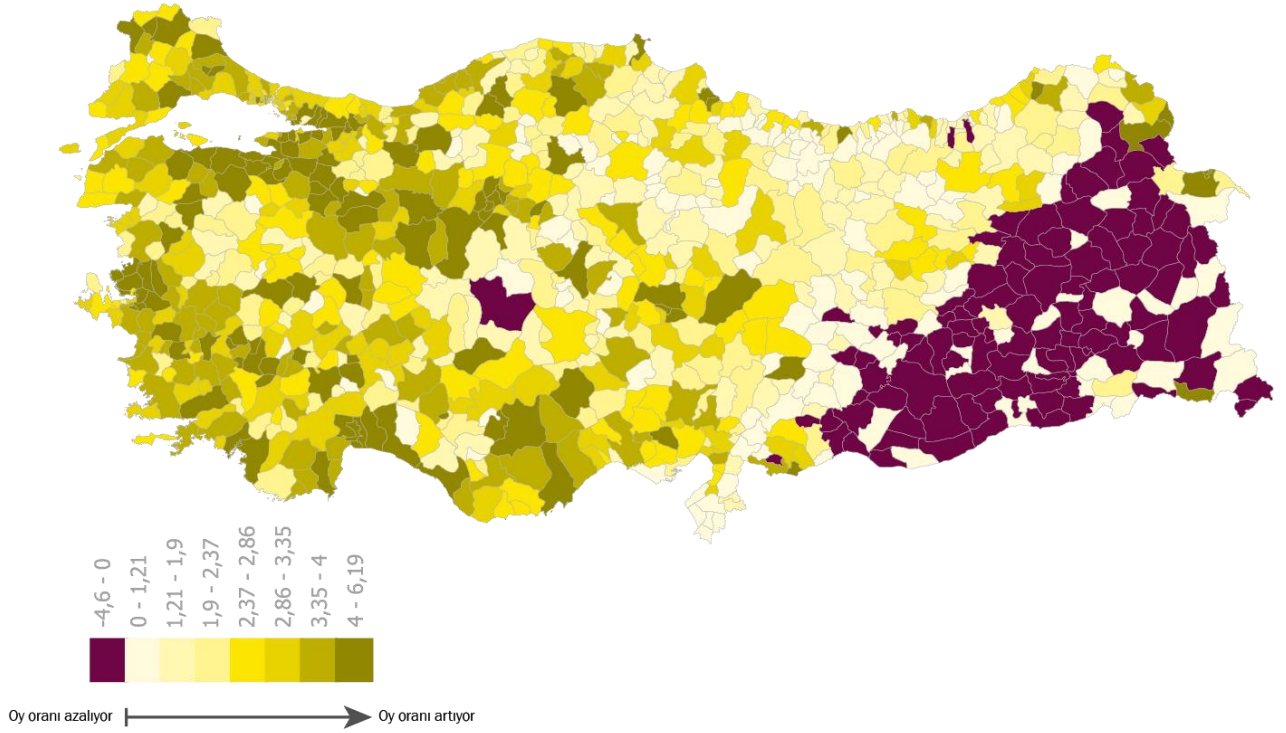 -4,6 - 0
0 - 1,21
1,21 - 1,9
1,9 - 2,37
2,37 - 2,86
2,86 - 3,35
3,35 - 4
4 - 6,19
Oy oranı azalıyor
Oy oranı artıyor